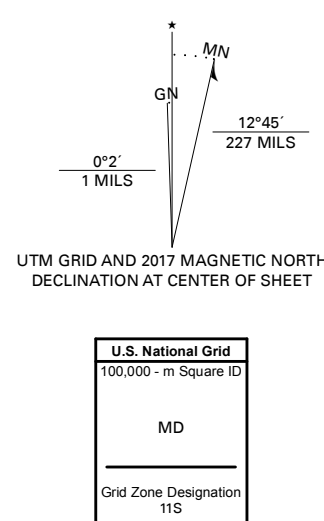 ★
MN
GN
12°45´
227 MILS
0°2´
1 MILS
UTM GRID AND 2017 MAGNETIC NORTH
DECLINATION AT CENTER OF SHEET
U.S. National Grid
100,000 - m Square ID
MD
Grid Zone Designation
11S